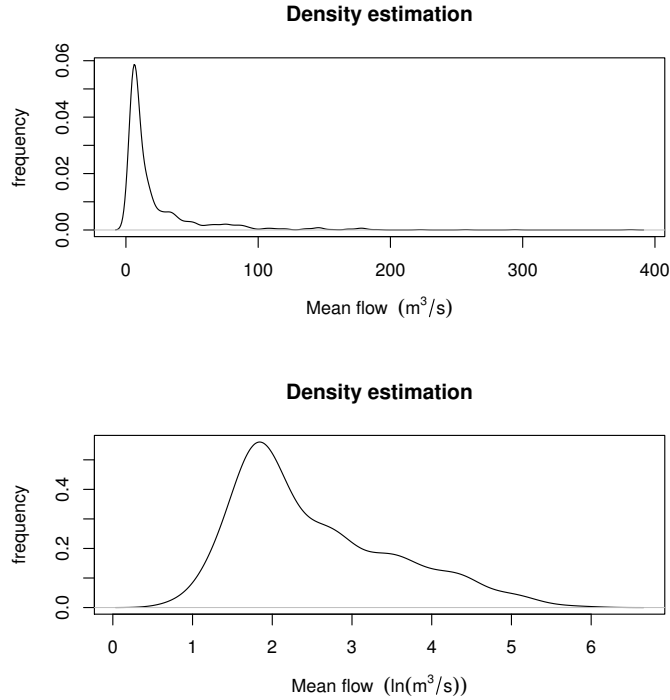 Density estimation
frequency
0.00 0.02 0.04 0.06
0 100 200 300 400
Mean flow (m³/s)
Density estimation
frequency
0.0 0.2 0.4
0 1 2 3 4 5 6
Mean flow (ln(m³/s)